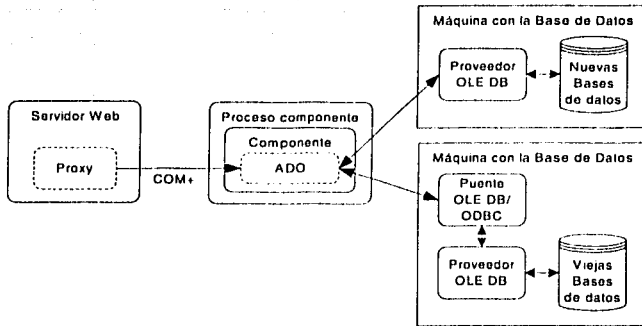 Servidor Web
Proxy
COM+
Proceso componente
Componente
ADO
Máquina con la Base de Datos
Proveedor
OLE DB
Nuevas
Bases
de datos
Máquina con la Base de Datos
Puente
OLE DB/
ODBC
Proveedor
OLE DB
Viejas
Bases
de datos